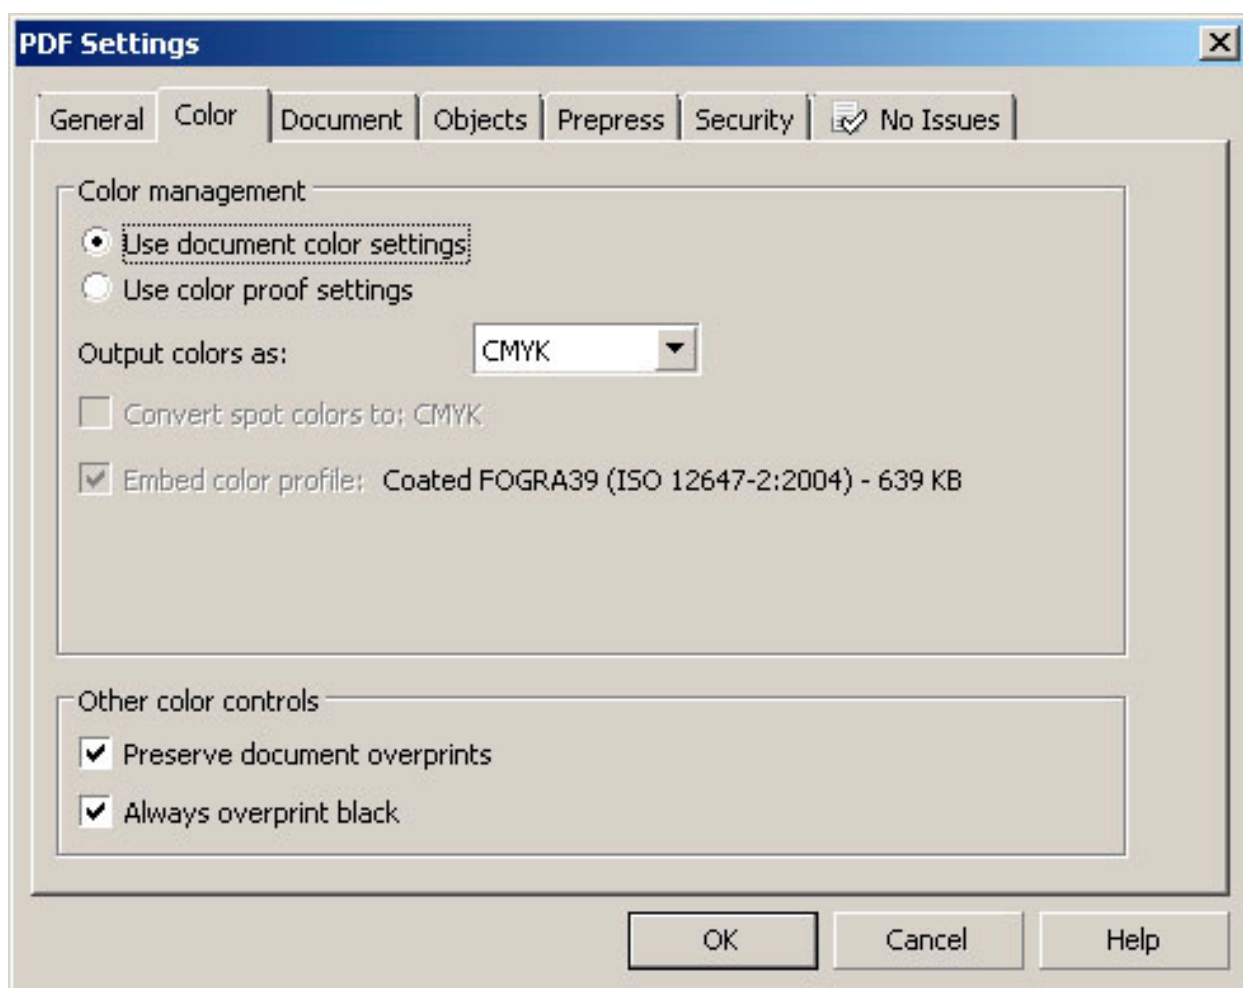 PDF Settings
General Color Document Objects Prepress Security No Issues
Color management
Use document color settings
Use color proof settings
Output colors as: CMYK
Convert spot colors to: CMYK
Embed color profile: Coated FOGRA39 (ISO 12647-2:2004) - 639 KB
Other color controls
Preserve document overprints
Always overprint black
OK Cancel Help